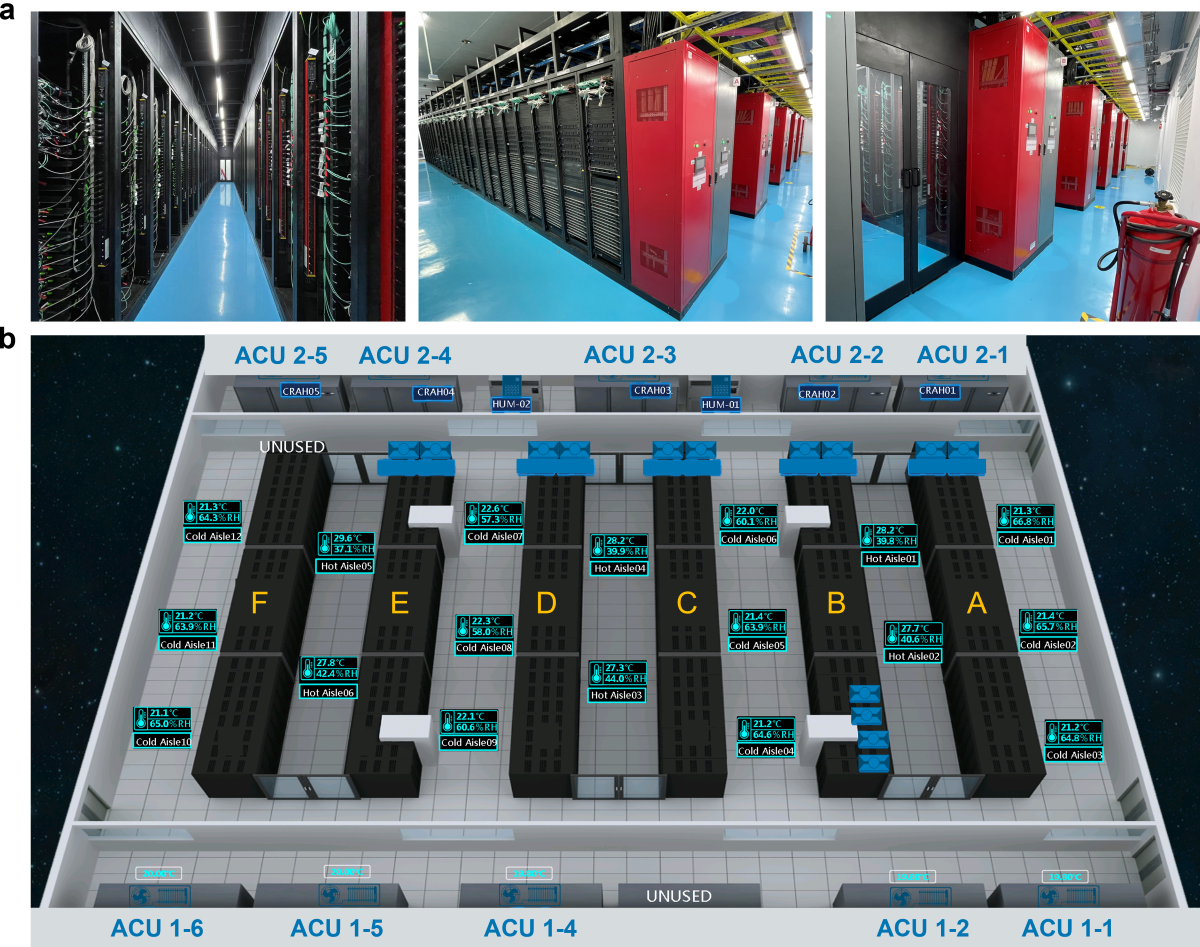 a
b
ACU 2-5
ACU 2-4
ACU 2-3
ACU 2-2
ACU 2-1
CRAH05
CRAH04
HUM-02
CRAH03
HUM-01
CRAH02
CRAH01
UNUSED
21.3°C
64.3%RH
Cold Aisle12
29.6°C
37.1%RH
Hot Aisle05
22.6°C
57.3%RH
Cold Aisle07
28.2°C
39.9%RH
Hot Aisle04
22.0°C
60.1%RH
Cold Aisle06
28.2°C
39.8%RH
Hot Aisle01
21.3°C
66.8%RH
Cold Aisle01
F
E
D
C
B
A
21.2°C
63.9%RH
Cold Aisle11
22.3°C
58.0%RH
Cold Aisle08
21.4°C
63.9%RH
Cold Aisle05
27.7°C
40.6%RH
Hot Aisle02
21.4°C
65.7%RH
Cold Aisle02
27.8°C
42.4%RH
Hot Aisle06
27.3°C
44.0%RH
Hot Aisle03
21.1°C
65.0%RH
Cold Aisle10
22.1°C
60.6%RH
Cold Aisle09
21.2°C
64.6%RH
Cold Aisle04
21.2°C
64.8%RH
Cold Aisle03
19.60°C
UNUSED
ACU 1-6
ACU 1-5
ACU 1-4
ACU 1-2
ACU 1-1